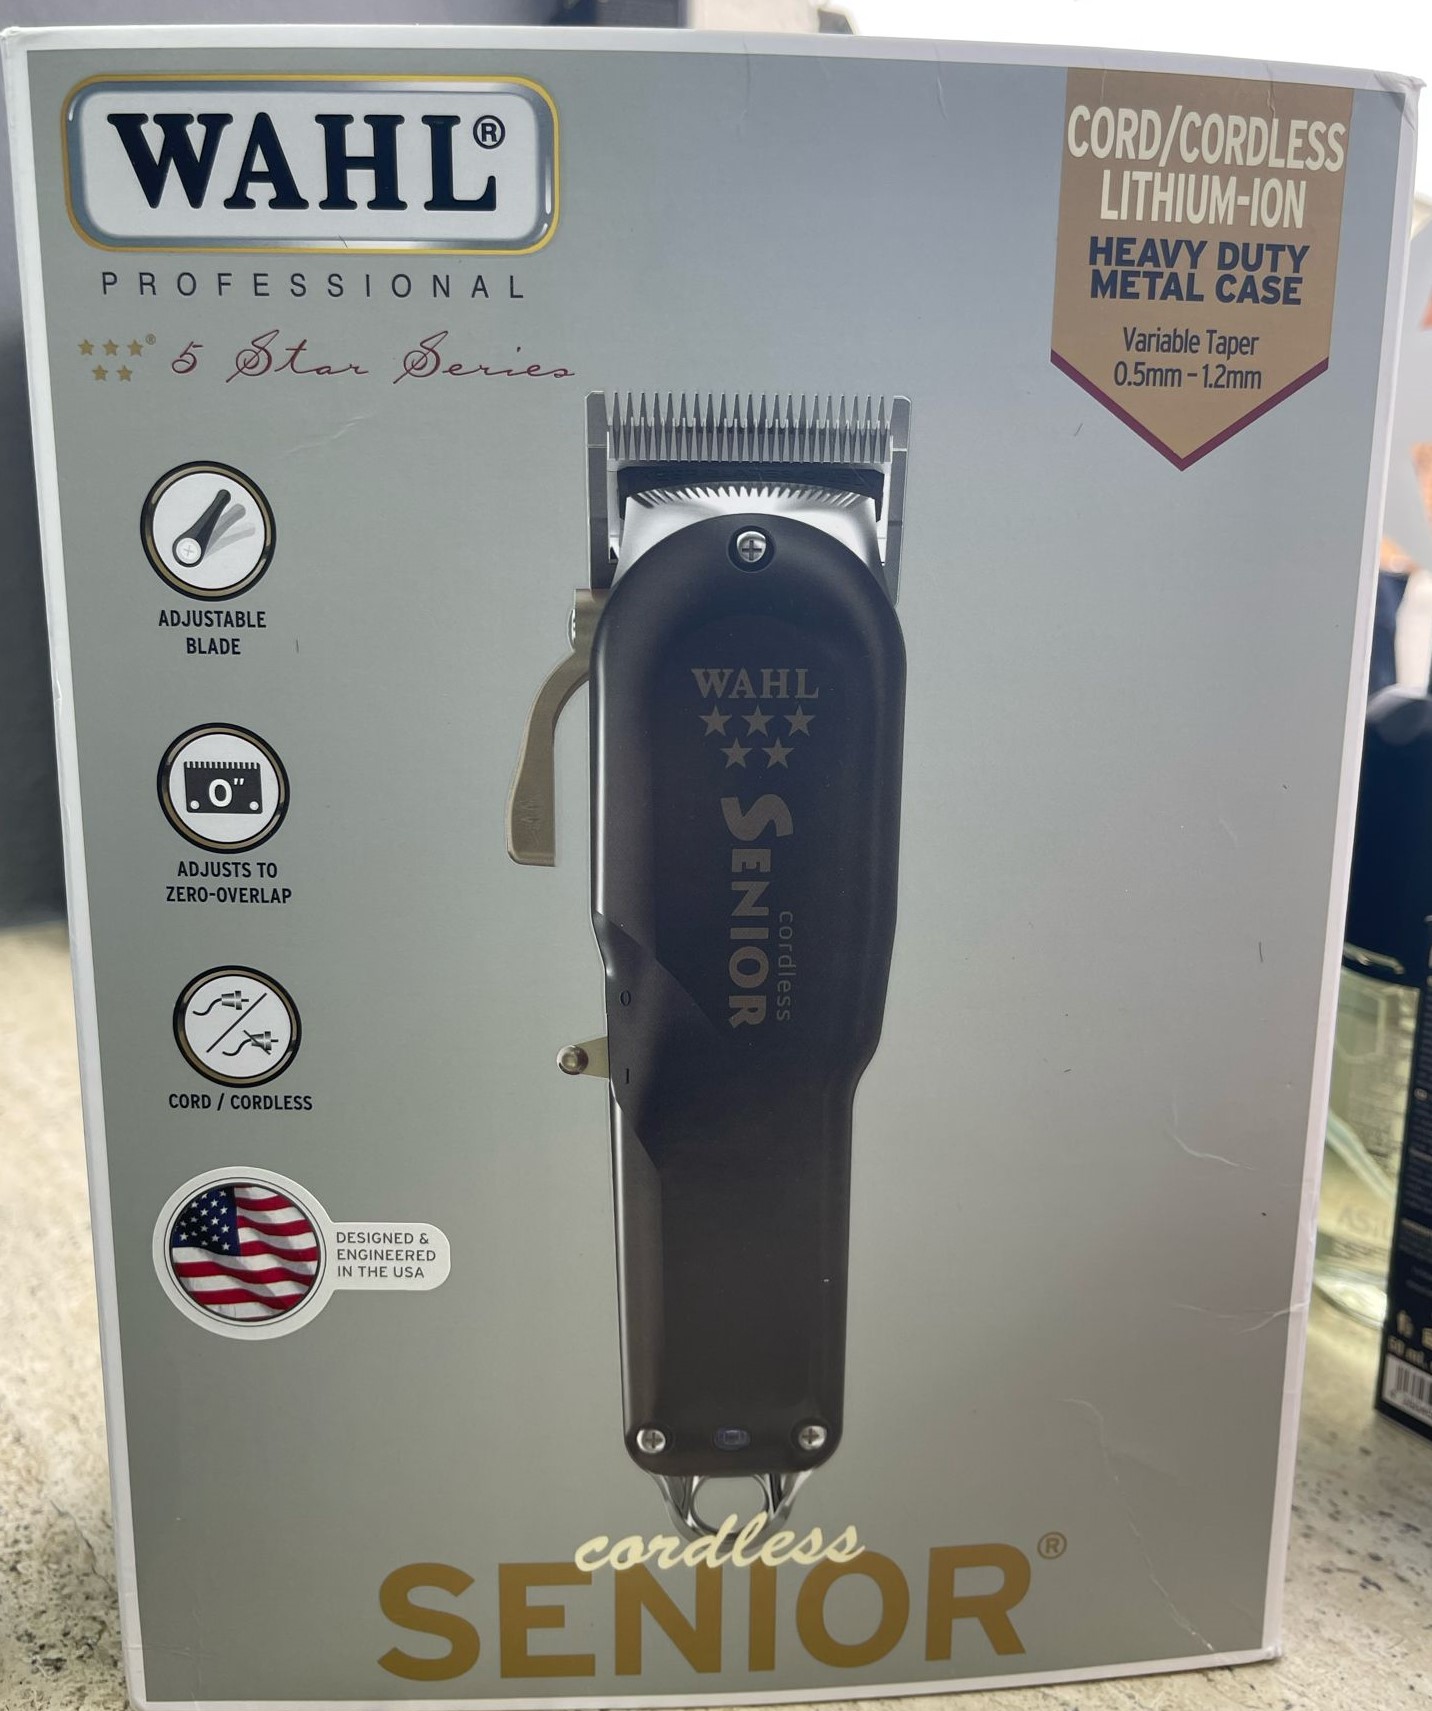 WAHL®
PROFESSIONAL
5 Star Series
CORD/CORDLESS
LITHIUM-ION
HEAVY DUTY
METAL CASE
Variable Taper
0.5mm - 1.2mm
ADJUSTABLE
BLADE
0"
ADJUSTS TO
ZERO-OVERLAP
CORD / CORDLESS
DESIGNED &
ENGINEERED
IN THE USA
WAHL
SENIOR
cordless
0
I
cordless
SENIOR®